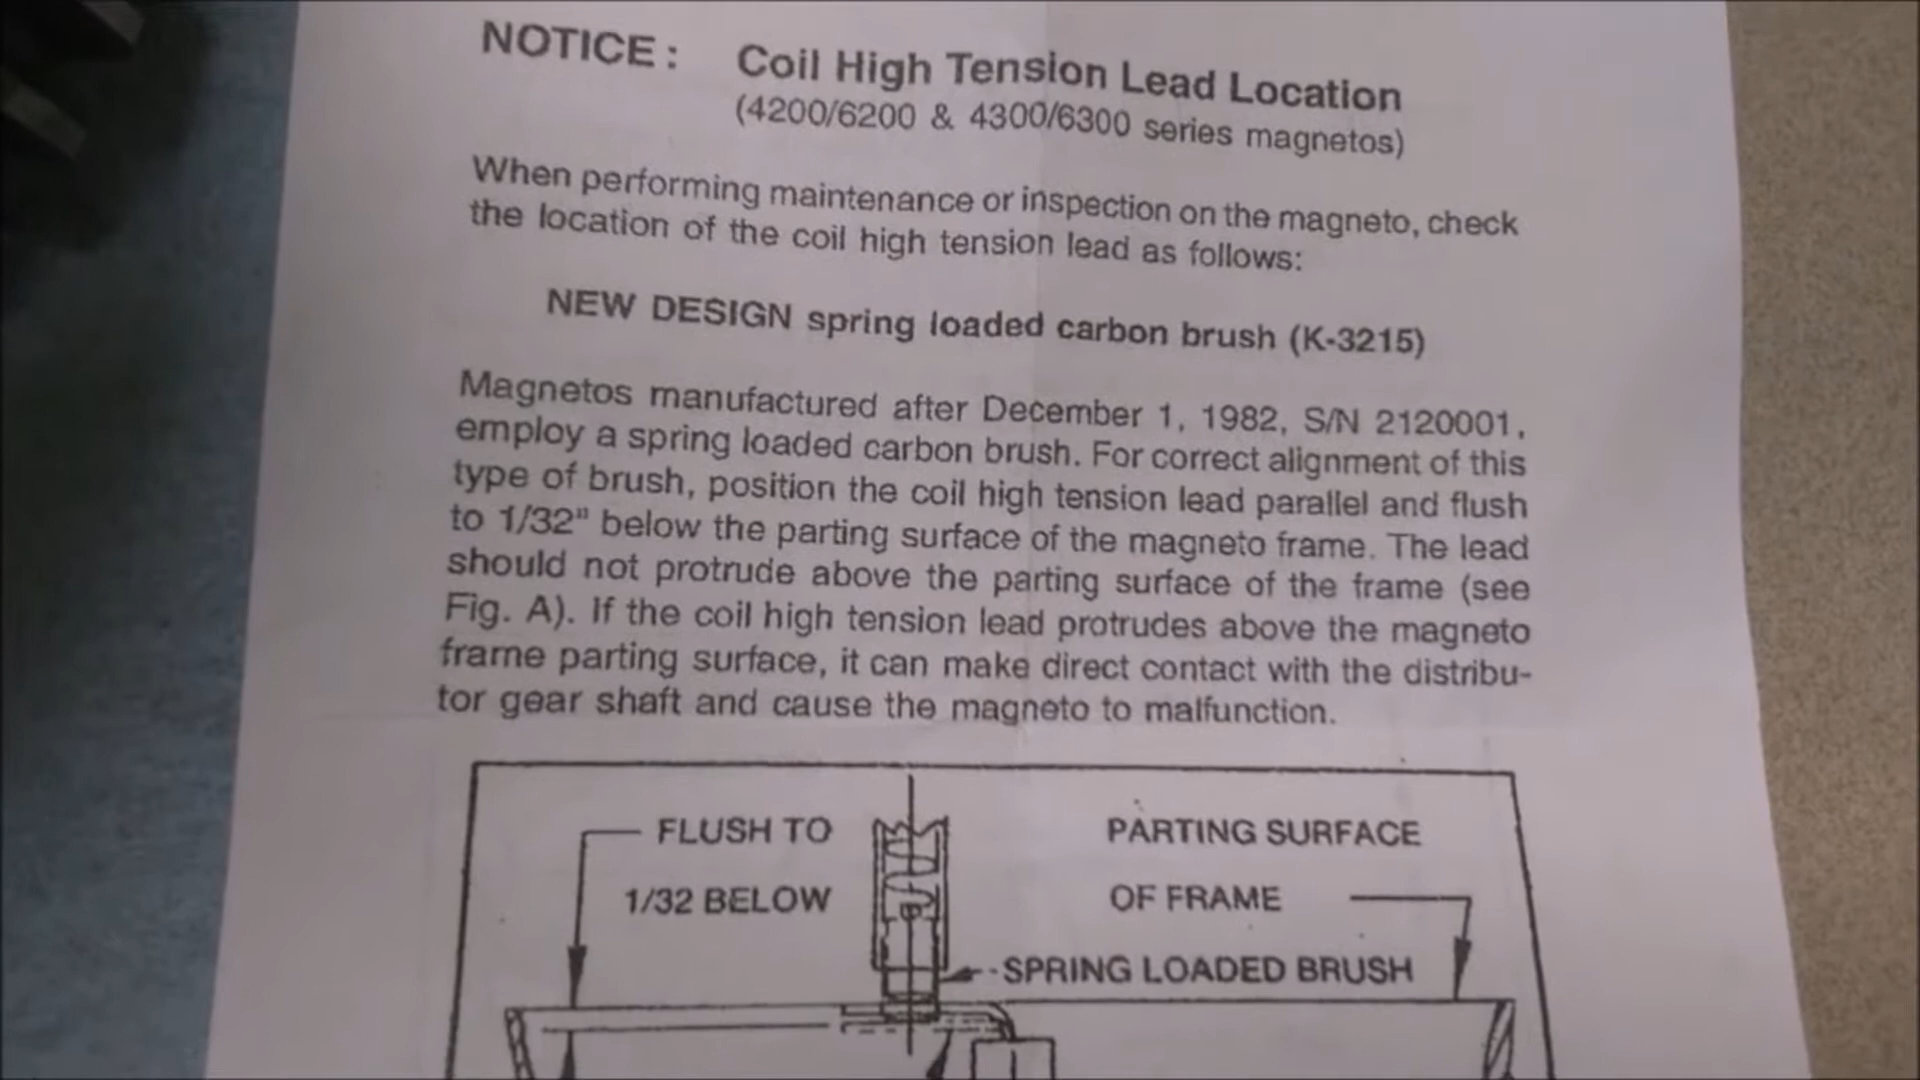 NOTICE: Coil High Tension Lead Location
(4200/6200 & 4300/6300 series magnetos)
When performing maintenance or inspection on the magneto, check
the location of the coil high tension lead as follows:
NEW DESIGN spring loaded carbon brush (K-3215)
Magnetos manufactured after December 1, 1982, S/N 2120001,
employ a spring loaded carbon brush. For correct alignment of this
type of brush, position the coil high tension lead parallel and flush
to 1/32" below the parting surface of the magneto frame. The lead
should not protrude above the parting surface of the frame (see
Fig. A). If the coil high tension lead protrudes above the magneto
frame parting surface, it can make direct contact with the distribu-
tor gear shaft and cause the magneto to malfunction.
FLUSH TO
1/32 BELOW
PARTING SURFACE
OF FRAME
SPRING LOADED BRUSH